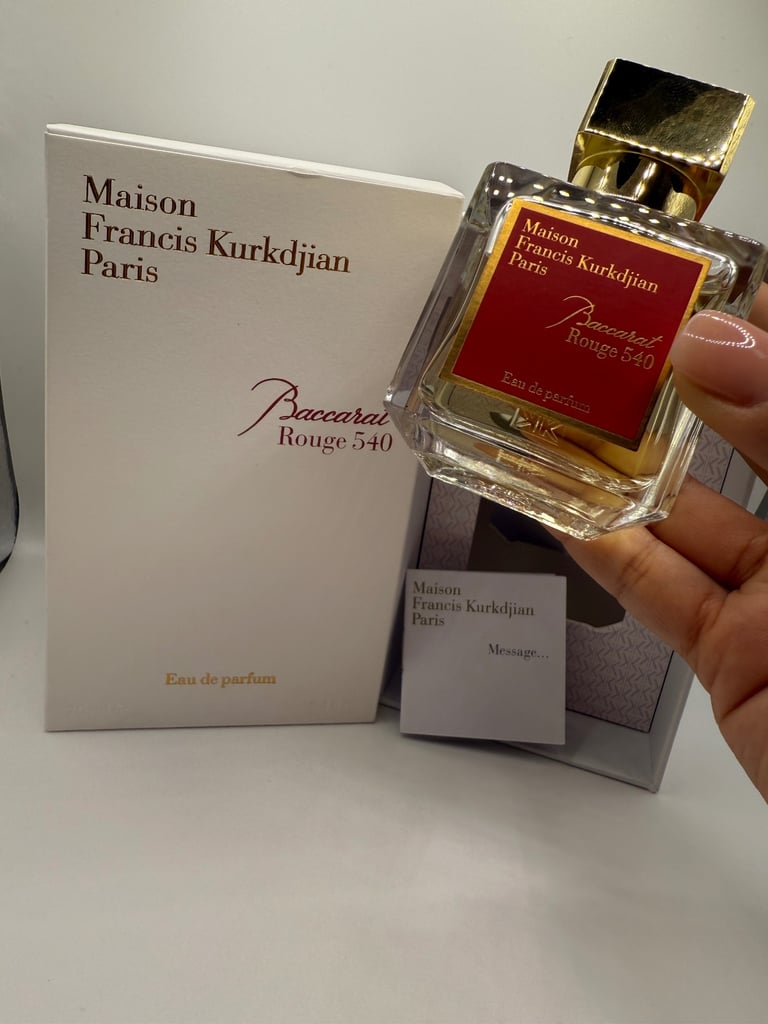 Maison
Francis Kurkdjian
Paris
Baccarat
Rouge 540
Eau de parfum
Maison
Francis Kurkdjian
Paris
Baccarat
Rouge 540
Eau de parfum
Maison
Francis Kurkdjian
Paris
Message...